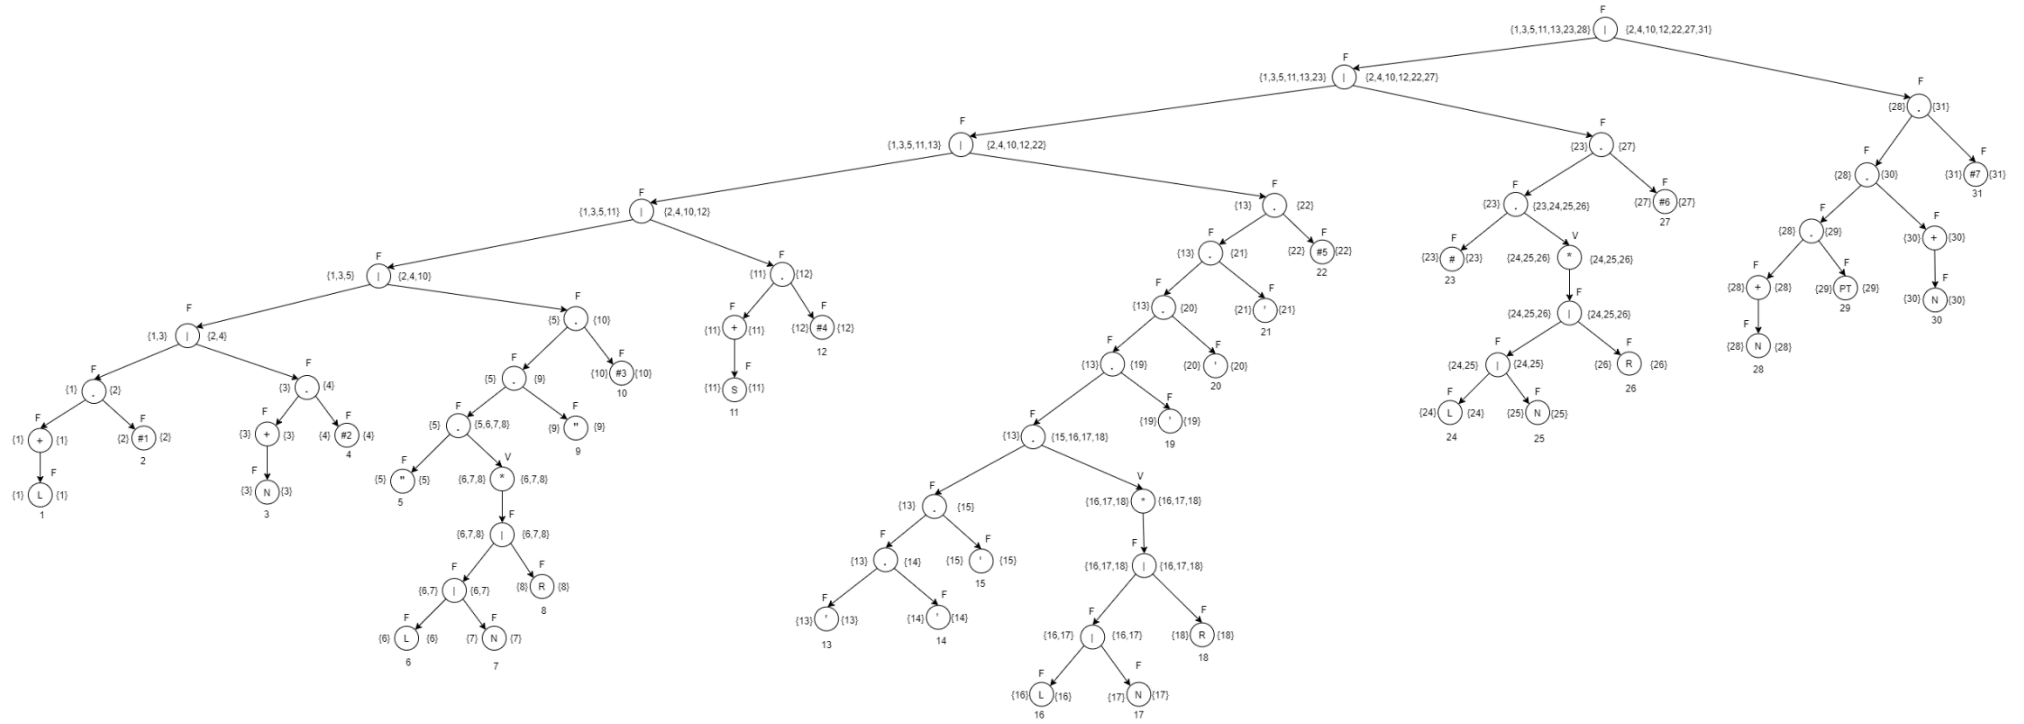 F
{1,3,5,11,13,23,28} | {2,4,10,12,22,27,31}
F
{1,3,5,11,13,23} | {2,4,10,12,22,27}
F
{28} . {31}
F
{1,3,5,11,13} | {2,4,10,12,22}
F
{23} . {27}
F
{28} . {30}
F
{31} #7 {31}
31
F
{1,3,5,11} | {2,4,10,12}
F
{13} . {22}
F
{23} . {23,24,25,26}
F
{27} #6 {27}
27
F
{28} . {29}
F
{30} + {30}
F
{1,3,5} | {2,4,10}
F
{11} . {12}
F
{13} . {21}
F
{22} #5 {22}
22
F
{23} # {23}
23
V
{24,25,26} * {24,25,26}
F
{28} + {28}
F
{29} PT {29}
29
F
{30} N {30}
30
F
{1,3} | {2,4}
F
{5} . {10}
F
{11} + {11}
F
{12} #4 {12}
12
F
{13} . {20}
F
{21} ' {21}
21
F
{24,25,26} | {24,25,26}
F
{28} N {28}
28
F
{1} . {2}
F
{3} . {4}
F
{5} . {9}
F
{10} #3 {10}
10
F
{11} S {11}
11
F
{13} . {19}
F
{20} ' {20}
20
F
{24,25} | {24,25}
F
{26} R {26}
26
F
{1} + {1}
F
{2} #1 {2}
2
F
{3} + {3}
F
{4} #2 {4}
4
F
{5} . {5,6,7,8}
F
{9} " {9}
9
F
{13} . {15,16,17,18}
F
{19} ' {19}
19
F
{24} L {24}
24
F
{25} N {25}
25
F
{1} L {1}
1
F
{3} N {3}
3
F
{5} " {5}
5
V
{6,7,8} * {6,7,8}
F
{13} . {15}
V
{16,17,18} * {16,17,18}
F
{6,7,8} | {6,7,8}
F
{13} . {14}
F
{15} ' {15}
15
F
{16,17,18} | {16,17,18}
F
{6,7} | {6,7}
F
{8} R {8}
8
F
{13} ' {13}
13
F
{14} ' {14}
14
F
{16,17} | {16,17}
F
{18} R {18}
18
F
{6} L {6}
6
F
{7} N {7}
7
F
{16} L {16}
16
F
{17} N {17}
17